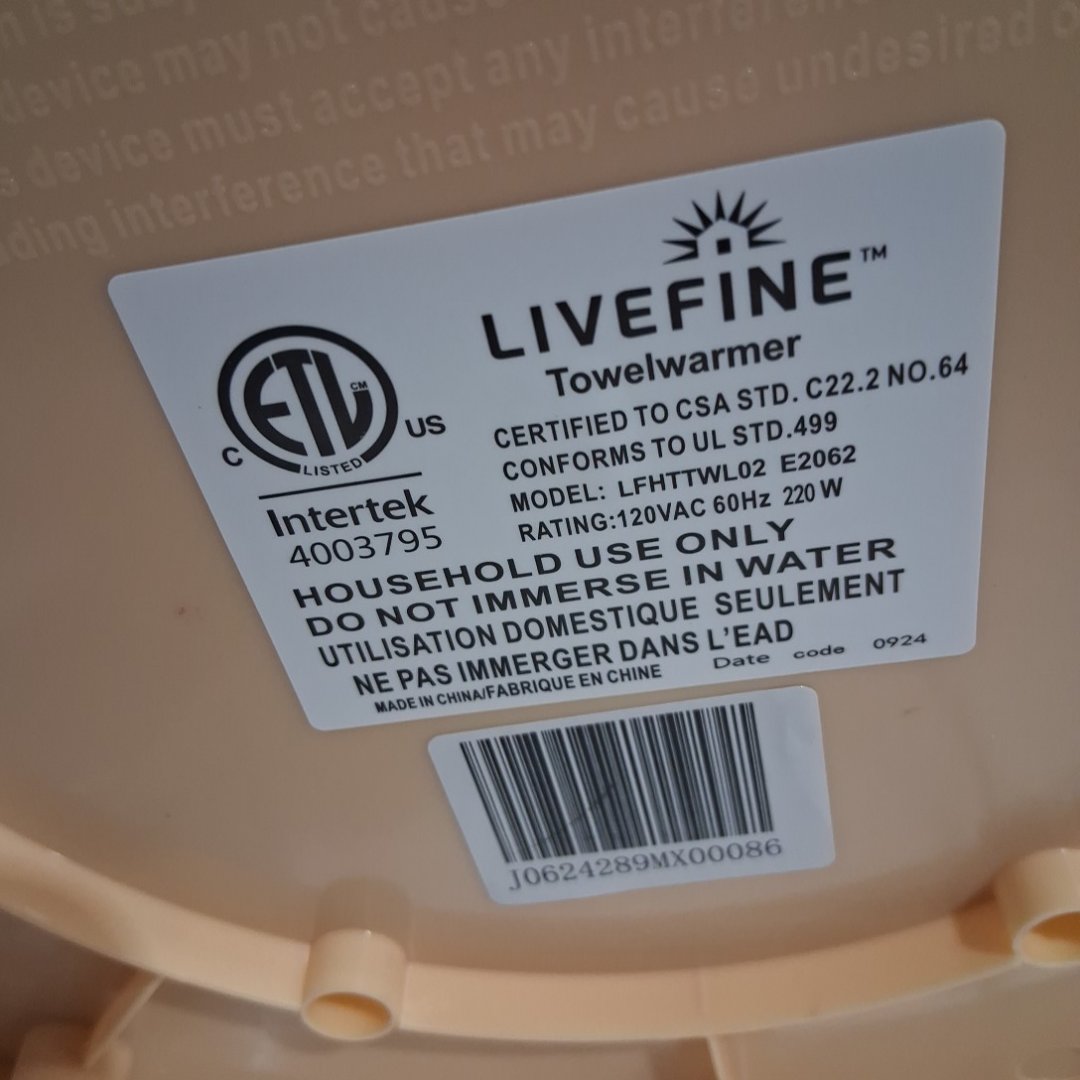 device may not
device must accept any
interference that may cause undesired
LIVEFINE™
Towelwarmer
CERTIFIED TO CSA STD. C22.2 NO.64
CONFORMS TO UL STD.499
MODEL: LFHTTWL02 E2062
RATING:120VAC 60Hz 220 W
ETL CM
C US
LISTED
Intertek
4003795
HOUSEHOLD USE ONLY
DO NOT IMMERSE IN WATER
UTILISATION DOMESTIQUE SEULEMENT
NE PAS IMMERGER DANS L'EAD
MADE IN CHINA/FABRIQUE EN CHINE
Date code 0924
J0624289MX00086